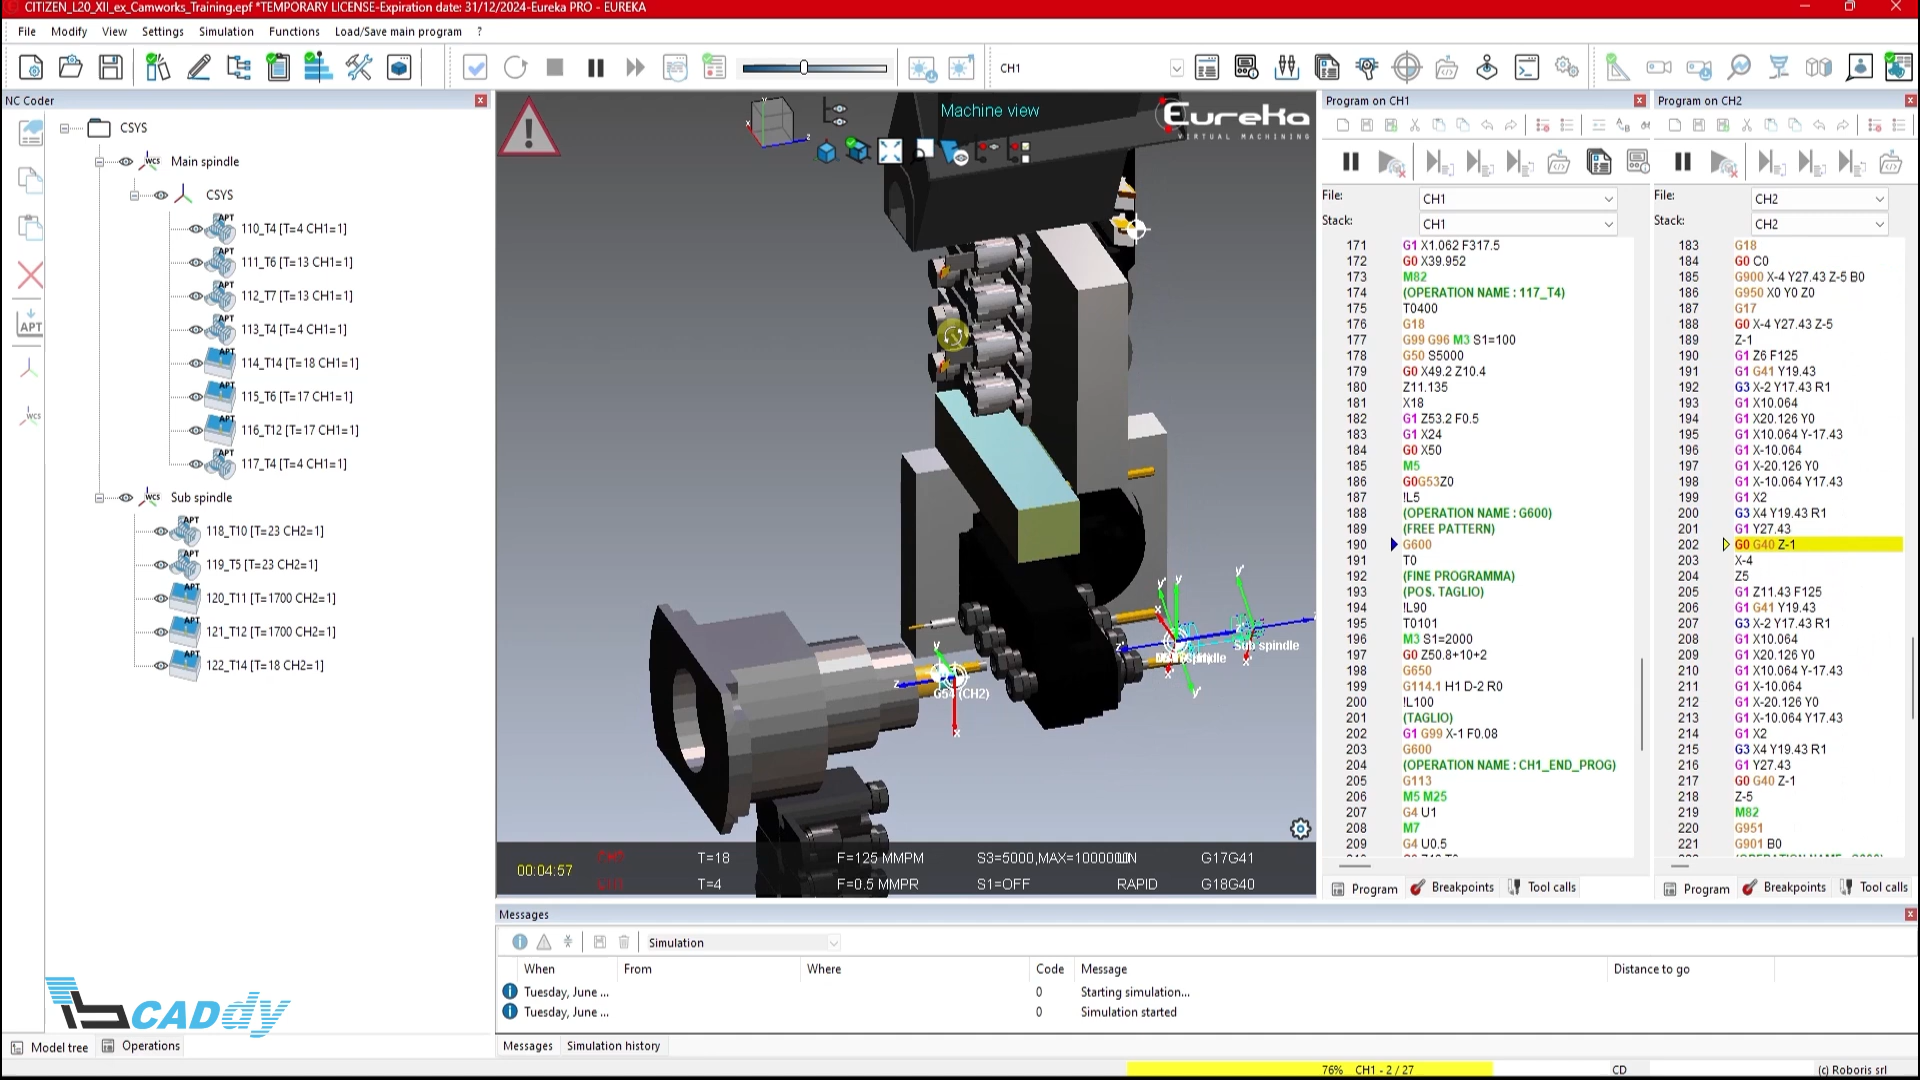 CITIZEN_L20_XII_ex_Camworks_Training.epf *TEMPORARY LICENSE-Expiration date: 31/12/2024-Eureka PRO - EUREKA
File Modify View Settings Simulation Functions Load/Save main program ?
CH1
NC Coder
CSYS
Main spindle
CSYS
110_T4 [T=4 CH1=1]
111_T6 [T=13 CH1=1]
112_T7 [T=13 CH1=1]
113_T4 [T=4 CH1=1]
114_T14 [T=18 CH1=1]
115_T6 [T=17 CH1=1]
116_T12 [T=17 CH1=1]
117_T4 [T=4 CH1=1]
Sub spindle
118_T10 [T=23 CH2=1]
119_T5 [T=23 CH2=1]
120_T11 [T=1700 CH2=1]
121_T12 [T=1700 CH2=1]
122_T14 [T=18 CH2=1]
APT
WCS
bCADdy
Model tree Operations
Machine view
EureKa
VIRTUAL MACHINING
G54 (CH2)
Sub spindle
00:04:57
T=18 F=125 MMPM S3=5000,MAX=100000 G17G41
T=4 F=0.5 MMPR S1=OFF RAPID G18G40
Program on CH1
File: CH1
Stack: CH1
171 G1 X1.062 F317.5
172 G0 X39.952
173 M82
174 (OPERATION NAME : 117_T4)
175 T0400
176 G18
177 G99 G96 M3 S1=100
178 G50 S5000
179 G0 X49.2 Z10.4
180 Z11.135
181 X18
182 G1 Z53.2 F0.5
183 G1 X24
184 G0 X50
185 M5
186 G0G53Z0
187 !L5
188 (OPERATION NAME : G600)
189 (FREE PATTERN)
190 G600
191 T0
192 (FINE PROGRAMMA)
193 (POS. TAGLIO)
194 !L90
195 T0101
196 M3 S1=2000
197 G0 Z50.8+10+2
198 G650
199 G114.1 H1 D-2 R0
200 !L100
201 (TAGLIO)
202 G1 G99 X-1 F0.08
203 G600
204 (OPERATION NAME : CH1_END_PROG)
205 G113
206 M5 M25
207 G4 U1
208 M7
209 G4 U0.5
Program Breakpoints Tool calls
Program on CH2
File: CH2
Stack: CH2
183 G18
184 G0 C0
185 G900 X-4 Y27.43 Z-5 B0
186 G950 X0 Y0 Z0
187 G17
188 G0 X-4 Y27.43 Z-5
189 Z-1
190 G1 Z6 F125
191 G1 G41 Y19.43
192 G3 X-2 Y17.43 R1
193 G1 X10.064
194 G1 X20.126 Y0
195 G1 X10.064 Y-17.43
196 G1 X-10.064
197 G1 X-20.126 Y0
198 G1 X-10.064 Y17.43
199 G1 X2
200 G3 X4 Y19.43 R1
201 G1 Y27.43
202 G0 G40 Z-1
203 X-4
204 Z5
205 G1 Z11.43 F125
206 G1 G41 Y19.43
207 G3 X-2 Y17.43 R1
208 G1 X10.064
209 G1 X20.126 Y0
210 G1 X10.064 Y-17.43
211 G1 X-10.064
212 G1 X-20.126 Y0
213 G1 X-10.064 Y17.43
214 G1 X2
215 G3 X4 Y19.43 R1
216 G1 Y27.43
217 G0 G40 Z-1
218 Z-5
219 M82
220 G951
221 G901 B0
Program Breakpoints Tool calls
Messages
Simulation
When From Where Code Message Distance to go
Tuesday, June ... 0 Starting simulation...
Tuesday, June ... 0 Simulation started
Messages Simulation history
76% CH1 - 2 / 27 CD (c) Roboris srl